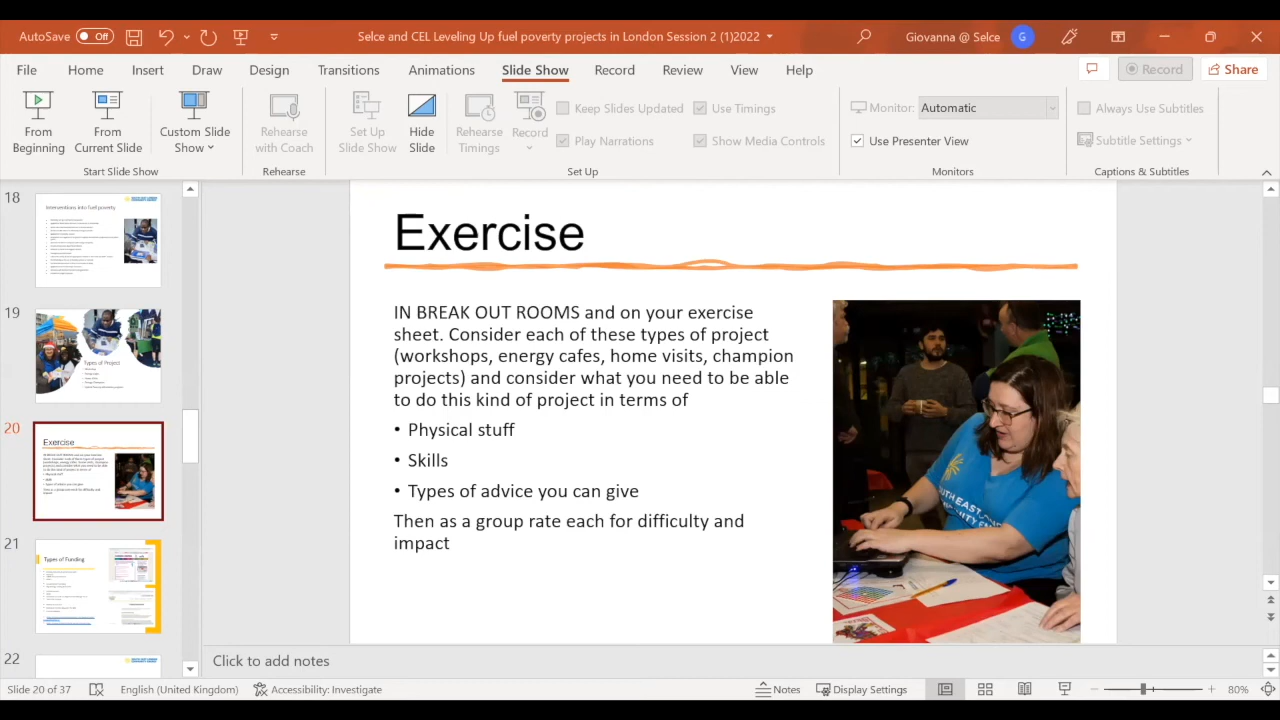 AutoSave Off Selce and CEL Leveling Up fuel poverty projects in London Session 2 (1)2022 Giovanna @ Selce G
File Home Insert Draw Design Transitions Animations Slide Show Record Review View Help Record Share
From Beginning
From Current Slide
Custom Slide Show
Rehearse with Coach
Set Up Slide Show
Hide Slide
Rehearse Timings
Record
Keep Slides Updated
Play Narrations
Use Timings
Show Media Controls
Monitor: Automatic
Use Presenter View
Always Use Subtitles
Subtitle Settings
Start Slide Show Rehearse Set Up Monitors Captions & Subtitles
18
Interventions into fuel poverty
19
Types of Project
20
Exercise
21
Types of Funding
22
Exercise
IN BREAK OUT ROOMS and on your exercise
sheet. Consider each of these types of project
(workshops, energy cafes, home visits, champion
projects) and consider what you need to be able
to do this kind of project in terms of
• Physical stuff
• Skills
• Types of advice you can give
Then as a group rate each for difficulty and
impact
Click to add notes
Slide 20 of 37 English (United Kingdom) Accessibility: Investigate Notes Display Settings 80%